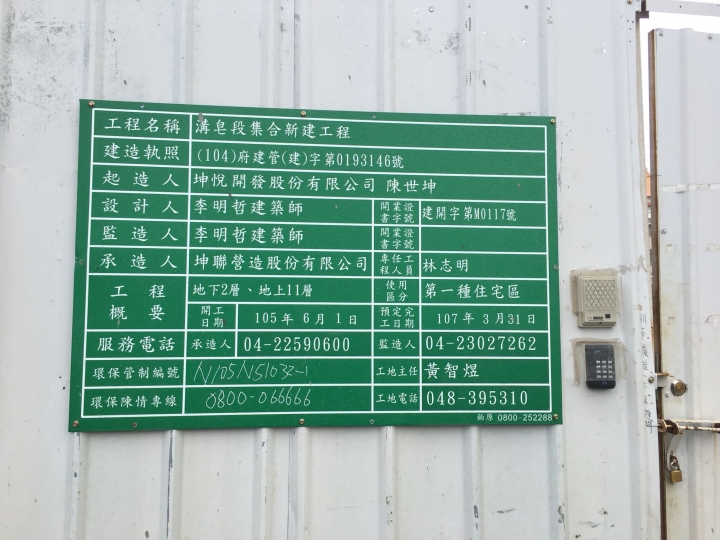 工程名稱 溝皂段集合新建工程
建造執照 (104)府建管(建)字第0193146號
起造人 坤悅開發股份有限公司 陳世坤
設計人 李明哲建築師 開業證書字號 建開字第M0117號
監造人 李明哲建築師 開業證書字號
承造人 坤聯營造股份有限公司 專任工程人員 林志明
工程概要 地下2層、地上11層 使用區分 第一種住宅區
開工日期 105年6月1日 預定完工日期 107年3月31日
服務電話 承造人 04-22590600 監造人 04-23027262
環保管制編號 N105N51032-1 工地主任 黃智煜
環保陳情專線 0800-066666 工地電話 048-395310
0800-252288